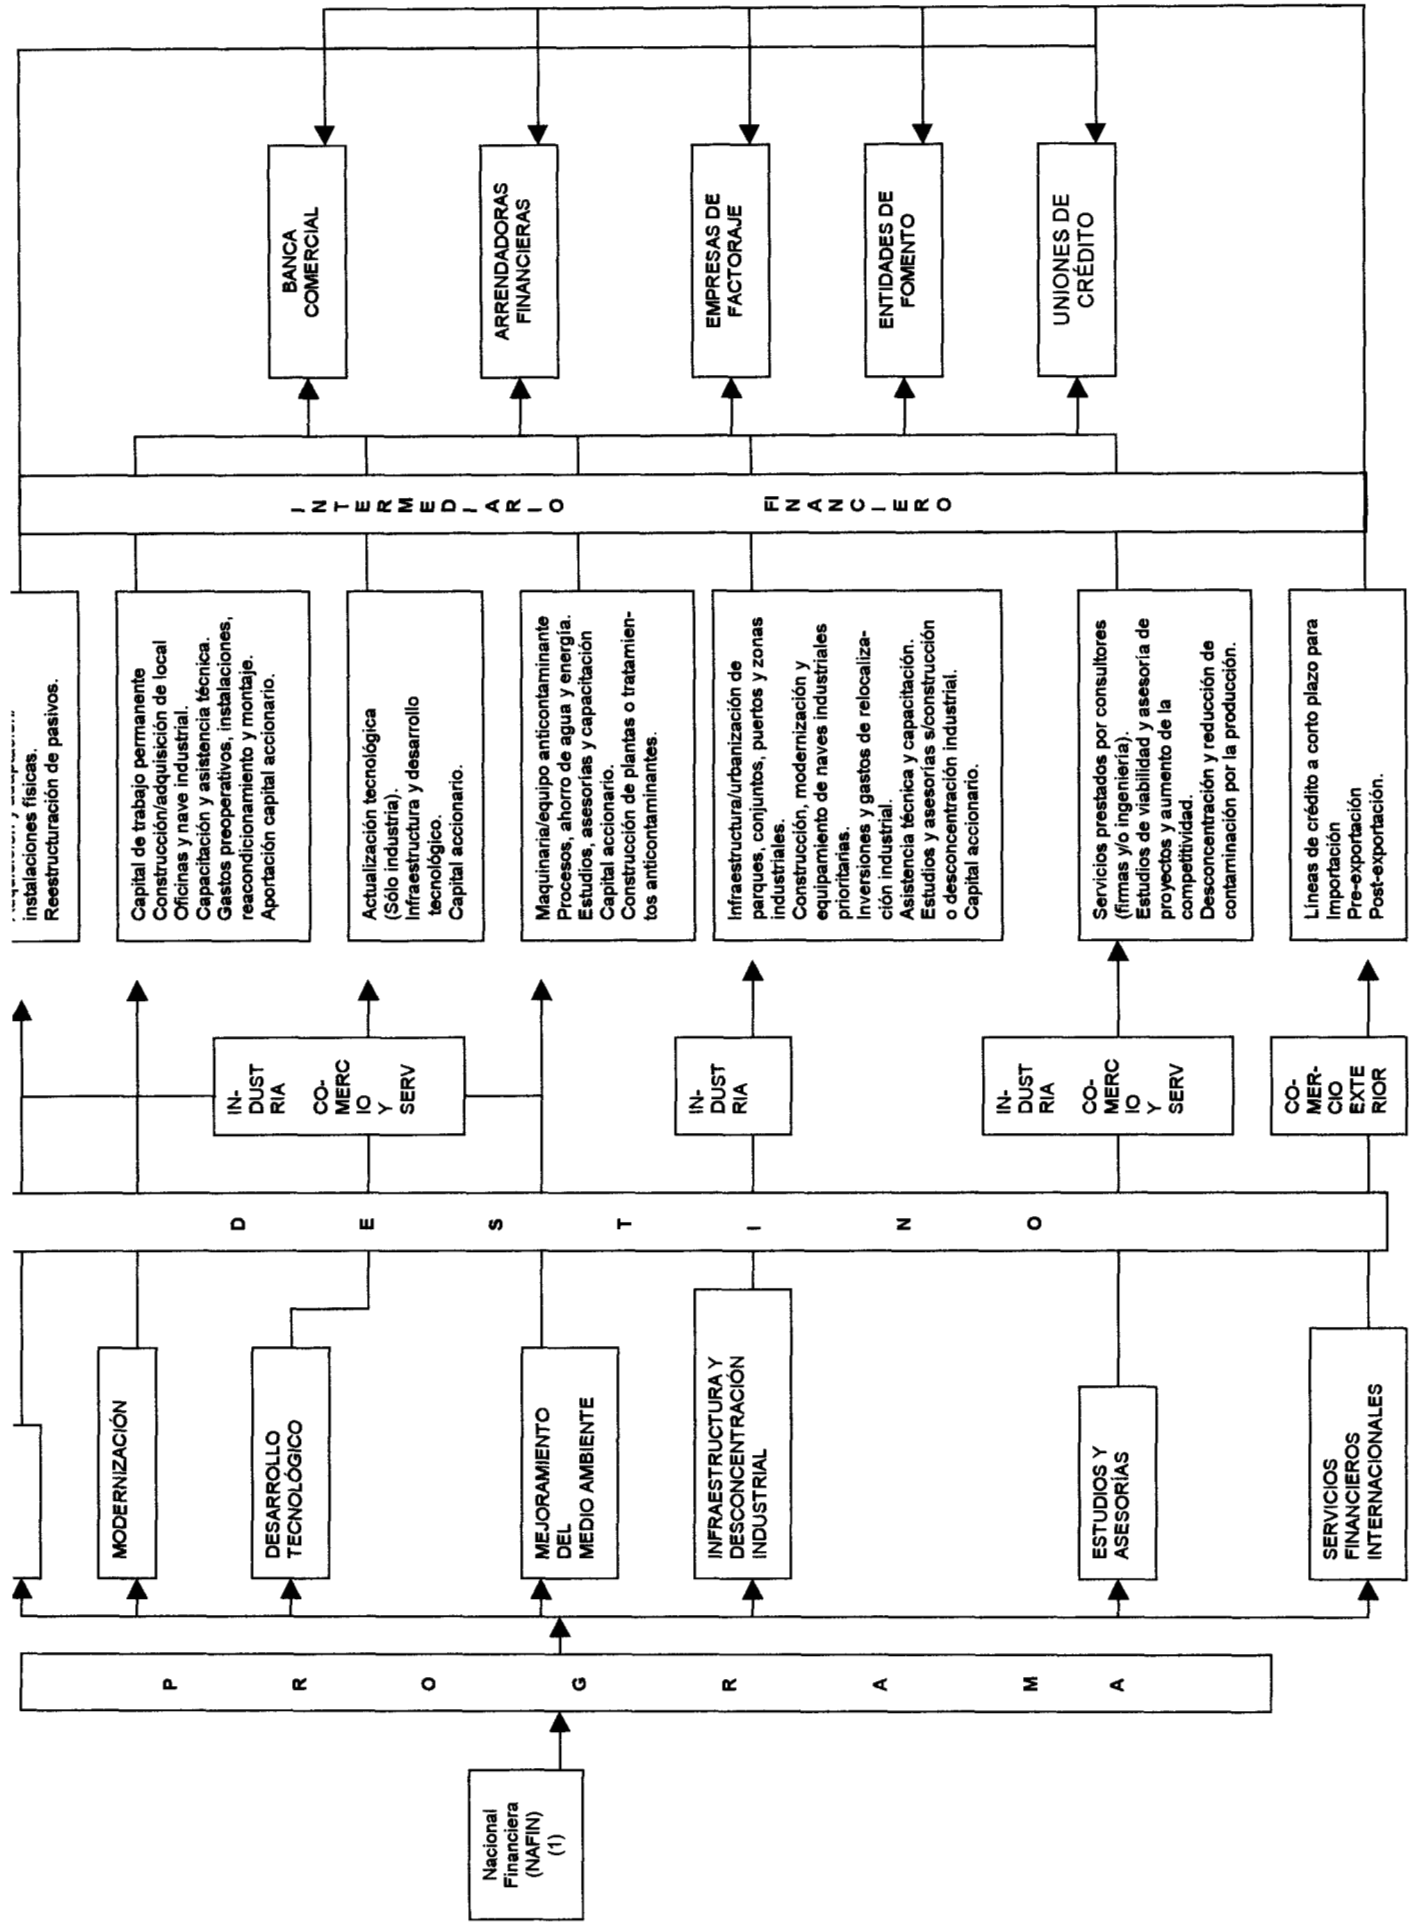 Nacional
Financiera
(NAFIN)
(1)
P R O G R A M A
MODERNIZACIÓN
DESARROLLO
TECNOLÓGICO
MEJORAMIENTO
DEL
MEDIO AMBIENTE
INFRAESTRUCTURA Y
DESCONCENTRACIÓN
INDUSTRIAL
ESTUDIOS Y
ASESORÍAS
SERVICIOS
FINANCIEROS
INTERNACIONALES
D E S T I N O
IN-
DUST
RIA
CO-
MERC
IO
Y
SERV
IN-
DUST
RIA
IN-
DUST
RIA
CO-
MERC
IO
Y
SERV
CO-
MER-
CIO
EXTE
RIOR
instalaciones físicas.
Reestructuración de pasivos.
Capital de trabajo permanente
Construcción/adquisición de local
Oficinas y nave industrial.
Capacitación y asistencia técnica.
Gastos preoperativos, instalaciones,
reacondicionamiento y montaje.
Aportación capital accionario.
Actualización tecnológica
(Sólo industria).
Infraestructura y desarrollo
tecnológico.
Capital accionario.
Maquinaria/equipo anticontaminante
Procesos, ahorro de agua y energía.
Estudios, asesorías y capacitación
Capital accionario.
Construcción de plantas o tratamien-
tos anticontaminantes.
Infraestructura/urbanización de
parques, conjuntos, puertos y zonas
industriales.
Construcción, modernización y
equipamiento de naves industriales
prioritarias.
Inversiones y gastos de relocaliza-
ción industrial.
Asistencia técnica y capacitación.
Estudios y asesorías s/construcción
o desconcentración industrial.
Capital accionario.
Servicios prestados por consultores
(firmas y/o ingeniería).
Estudios de viabilidad y asesoría de
proyectos y aumento de la
competitividad.
Desconcentración y reducción de
contaminación por la producción.
Líneas de crédito a corto plazo para
Importación
Pre-exportación
Post-exportación.
INTERMEDIARIO FINANCIERO
BANCA
COMERCIAL
ARRENDADORAS
FINANCIERAS
EMPRESAS DE
FACTORAJE
ENTIDADES DE
FOMENTO
UNIONES DE
CRÉDITO